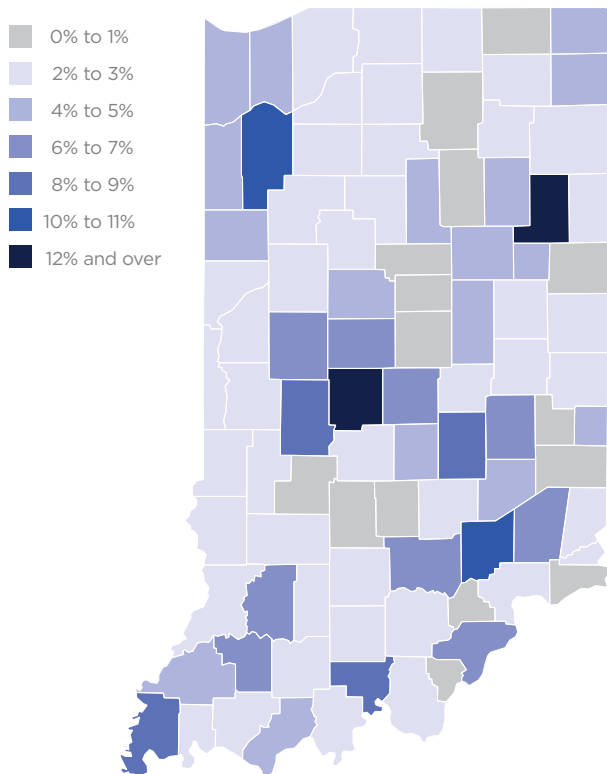 0% to 1%
2% to 3%
4% to 5%
6% to 7%
8% to 9%
10% to 11%
12% and over